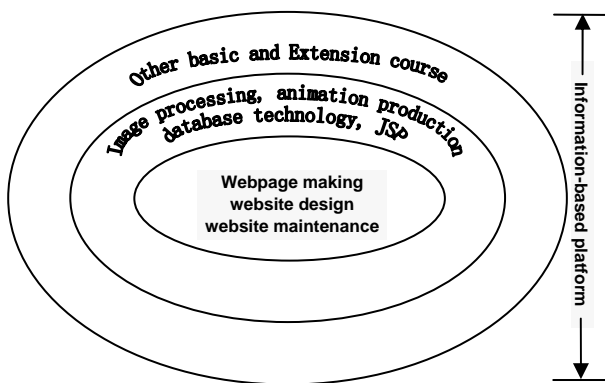 Other basic and Extension course
Image processing, animation production
database technology, JSP
Webpage making
website design
website maintenance
Information-based platform